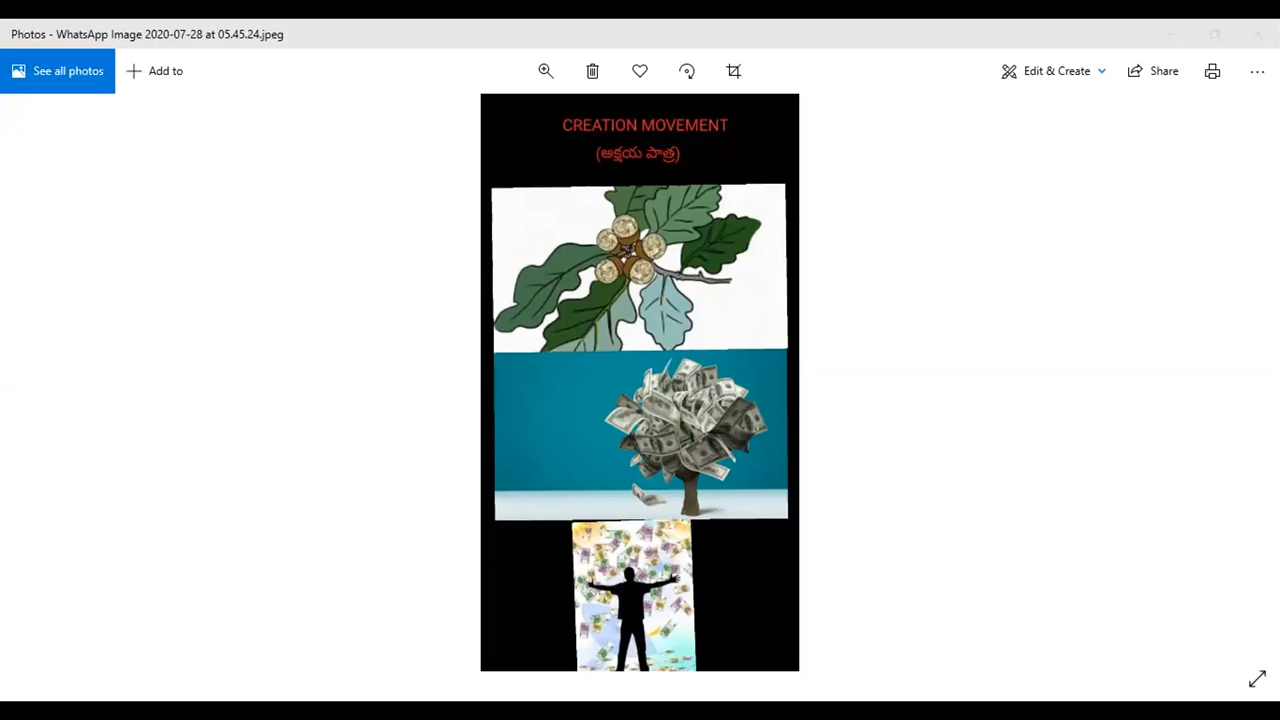 Photos - WhatsApp Image 2020-07-28 at 05.45.24.jpeg
See all photos
Add to
Edit & Create
Share
CREATION MOVEMENT
(అక్షయ పాత్ర)